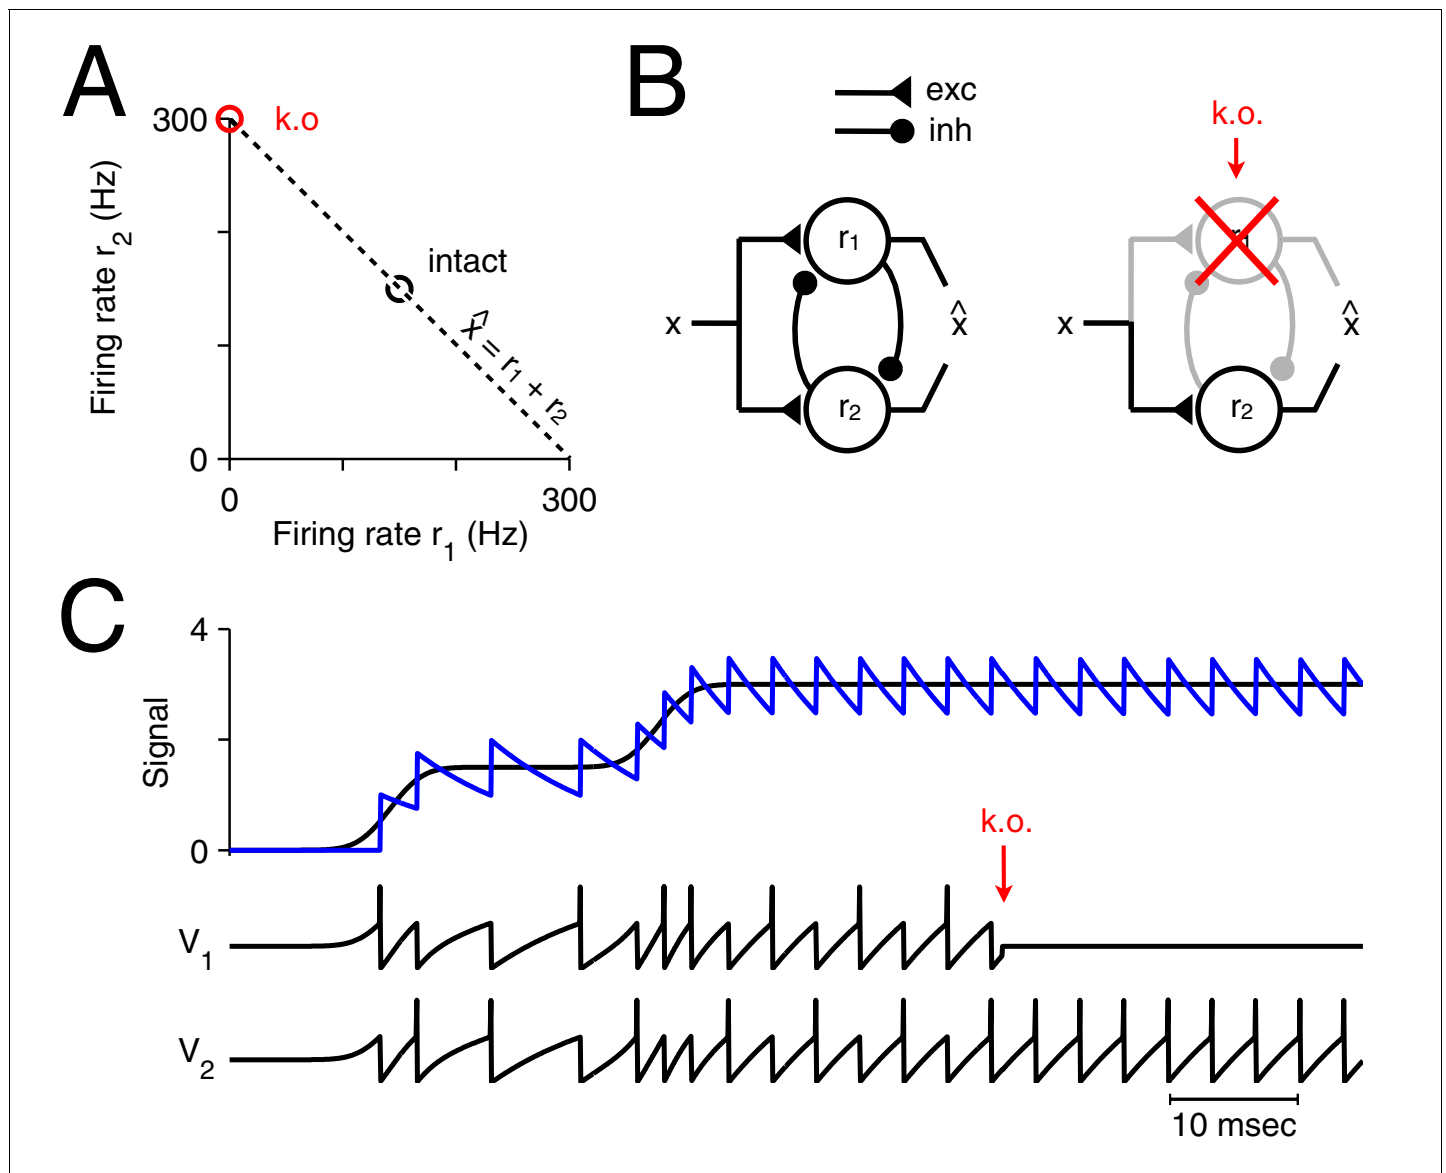 A
300
k.o
Firing rate r2 (Hz)
intact
x̂ = r1 + r2
0
0
300
Firing rate r1 (Hz)
B
exc
inh
k.o.
x
r1
r2
x̂
x
r1
r2
x̂
C
4
Signal
0
k.o.
V1
V2
10 msec